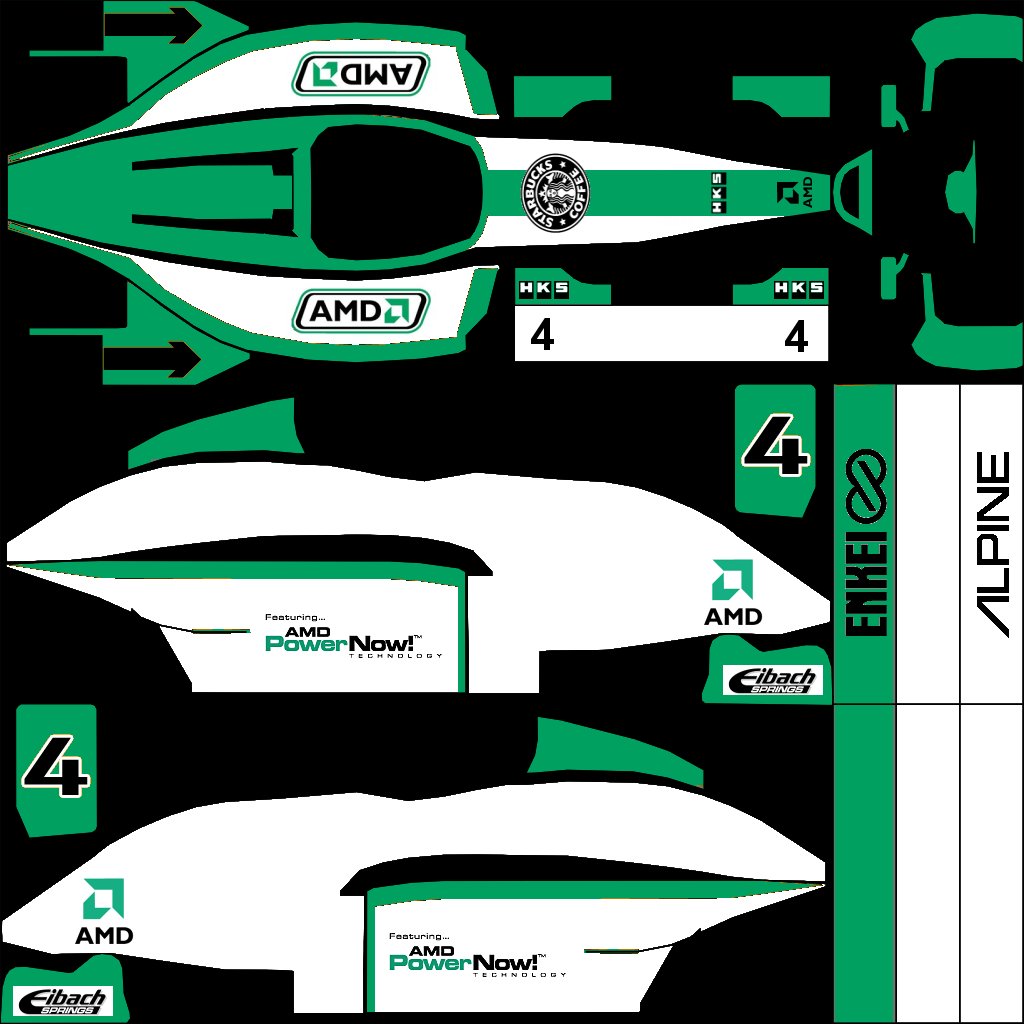 AMD
STARBUCKS COFFEE
HKS
AMD
AMD
HKS
HKS
4
4
4
ENKEI
ALPINE
Featuring...
AMD
PowerNow!™
TECHNOLOGY
AMD
Eibach
SPRINGS
4
AMD
Featuring...
AMD
PowerNow!™
TECHNOLOGY
Eibach
SPRINGS